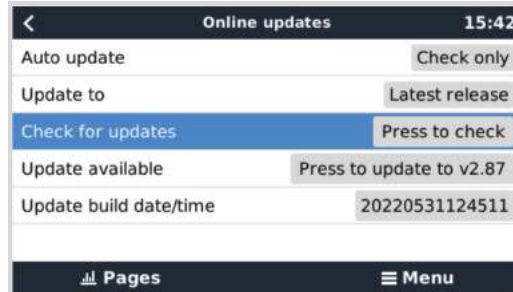 Online updates 15:42
Auto update Check only
Update to Latest release
Check for updates Press to check
Update available Press to update to v2.87
Update build date/time 20220531124511
Pages Menu